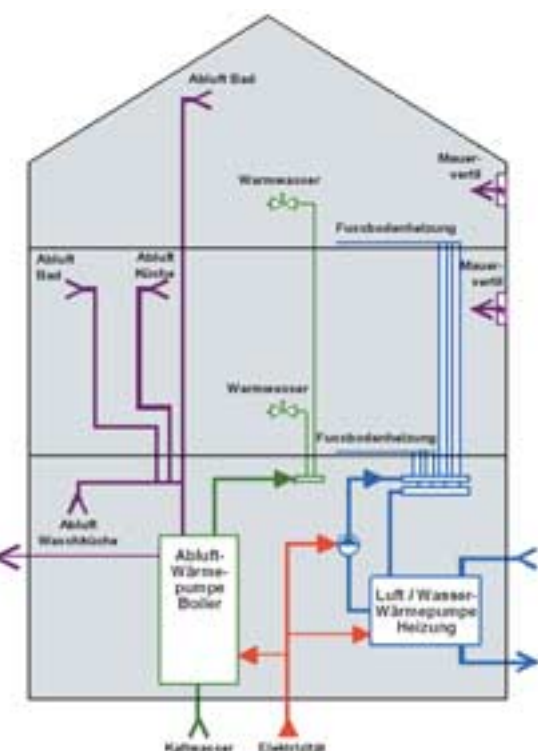 Abluft Bad
Warmwasser
Mauer-
ventil
Fussbodenheizung
Abluft
Bad
Abluft
Küche
Mauer-
ventil
Warmwasser
Fussbodenheizung
Abluft
Waschküche
Abluft-
Wärme-
pumpe
Boiler
Luft / Wasser-
Wärmepumpe
Heizung
Kaltwasser
Elektrizität